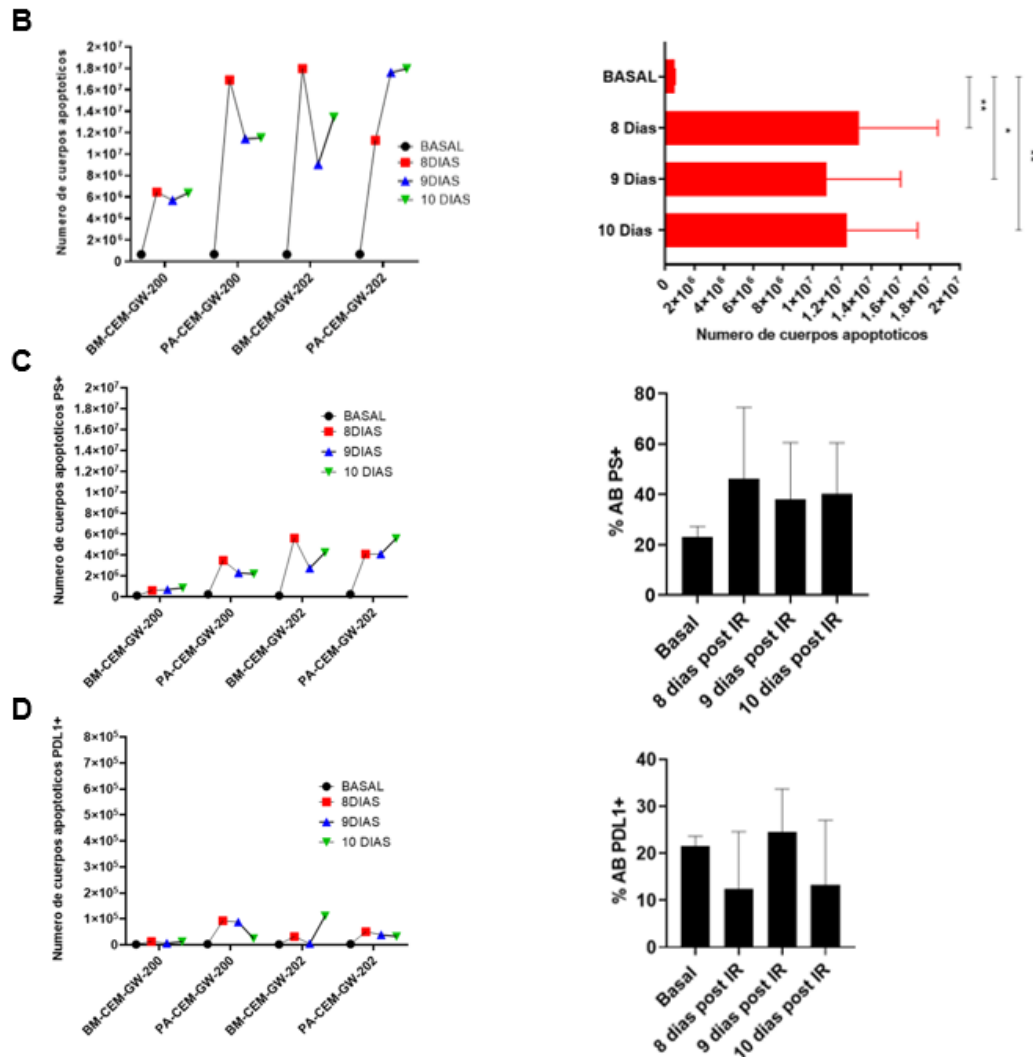 B
Numero de cuerpos apoptoticos
2×10⁷
1.8×10⁷
1.6×10⁷
1.4×10⁷
1.2×10⁷
1×10⁷
8×10⁶
6×10⁶
4×10⁶
2×10⁶
0
BM-CEM-GW-200
PA-CEM-GW-200
BM-CEM-GW-202
PA-CEM-GW-202
BASAL
8DIAS
9DIAS
10 DIAS
BASAL
8 Dias
9 Dias
10 Dias
**
*
0
2×10⁶
4×10⁶
6×10⁶
8×10⁶
1×10⁷
1.2×10⁷
1.4×10⁷
1.6×10⁷
1.8×10⁷
2×10⁷
Numero de cuerpos apoptoticos
C
Numero de cuerpos apoptoticos PS+
2×10⁷
1.8×10⁷
1.6×10⁷
1.4×10⁷
1.2×10⁷
1×10⁷
8×10⁶
6×10⁶
4×10⁶
2×10⁶
0
BM-CEM-GW-200
PA-CEM-GW-200
BM-CEM-GW-202
PA-CEM-GW-202
BASAL
8DIAS
9DIAS
10 DIAS
% AB PS+
80
60
40
20
0
Basal
8 dias post IR
9 dias post IR
10 dias post IR
D
Numero de cuerpos apoptoticos PDL1+
8×10⁵
7×10⁵
6×10⁵
5×10⁵
4×10⁵
3×10⁵
2×10⁵
1×10⁵
0
BM-CEM-GW-200
PA-CEM-GW-200
BM-CEM-GW-202
PA-CEM-GW-202
BASAL
8DIAS
9DIAS
10 DIAS
% AB PDL1+
40
30
20
10
0
Basal
8 dias post IR
9 dias post IR
10 dias post IR